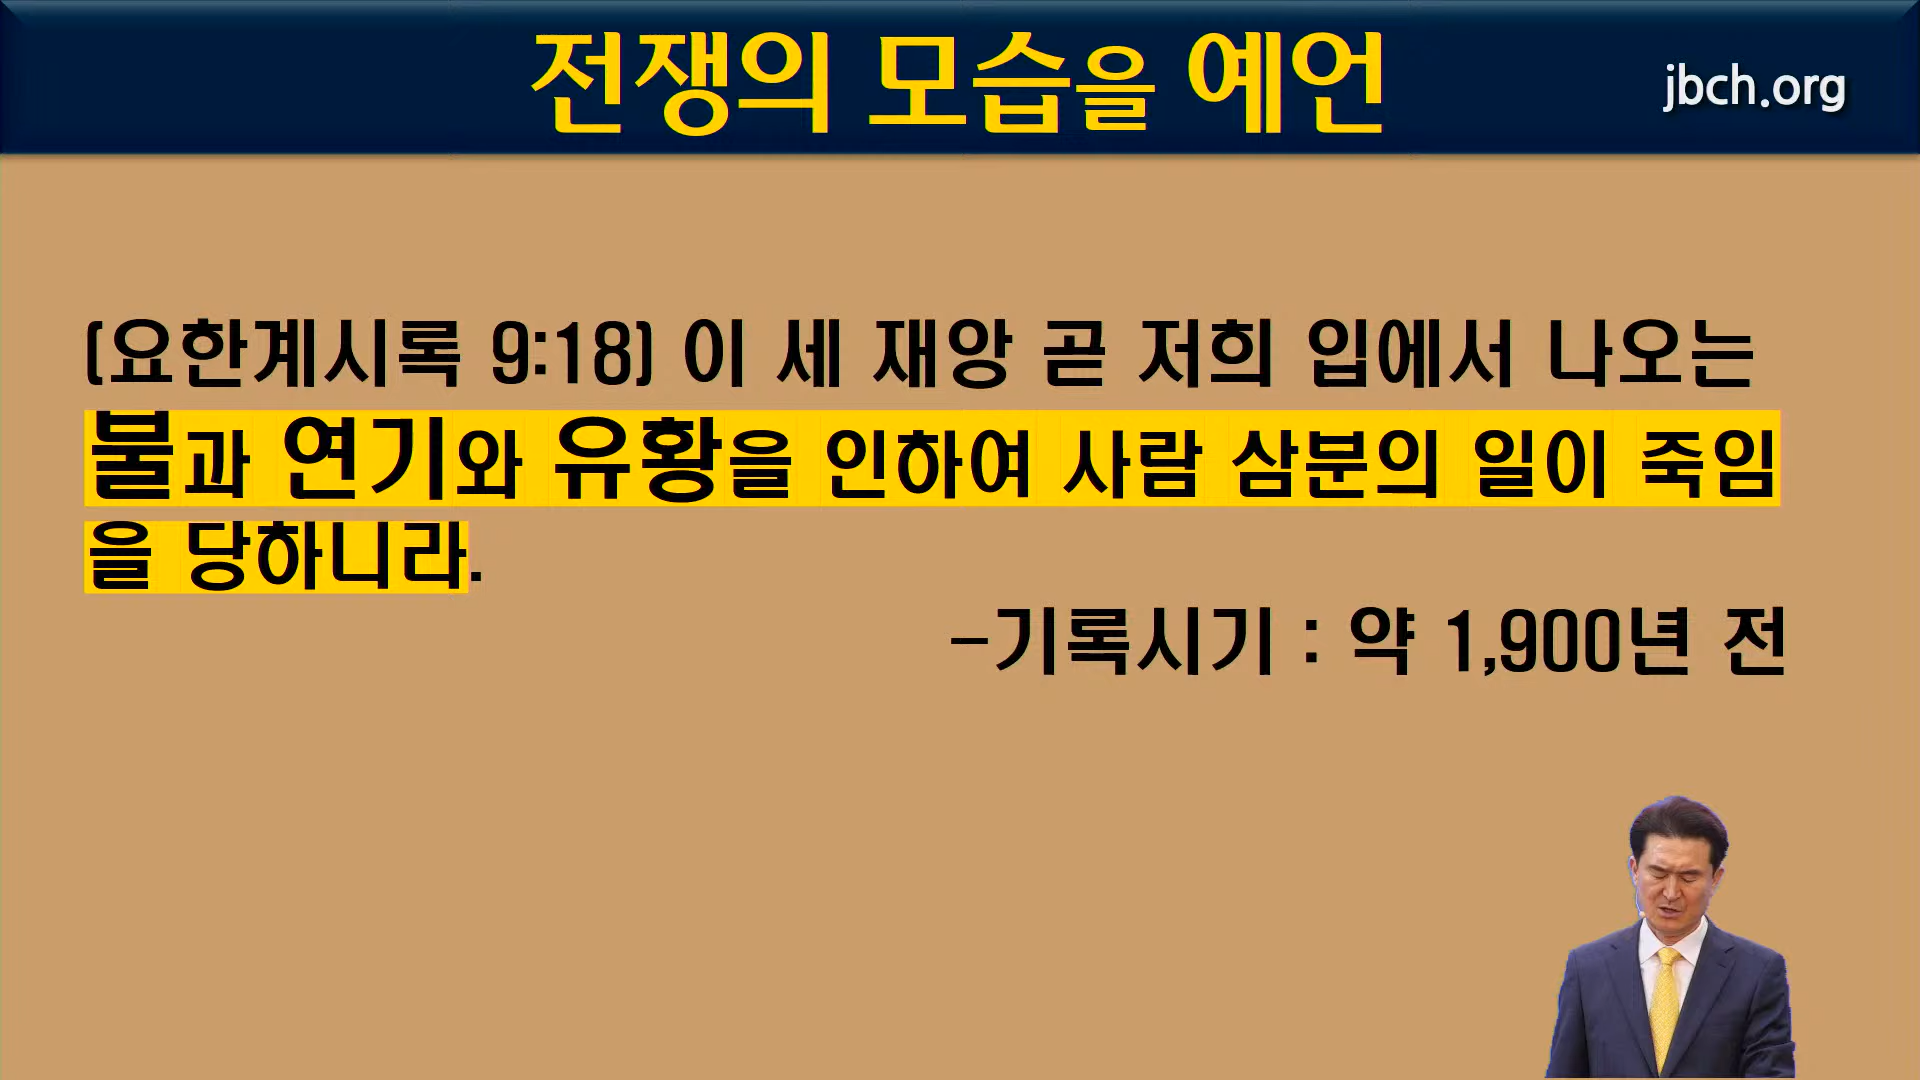 전쟁의 모습을 예언
jbch.org
(요한계시록 9:18) 이 세 재앙 곧 저희 입에서 나오는
불과 연기와 유황을 인하여 사람 삼분의 일이 죽임
을 당하니라.
-기록시기 : 약 1,900년 전